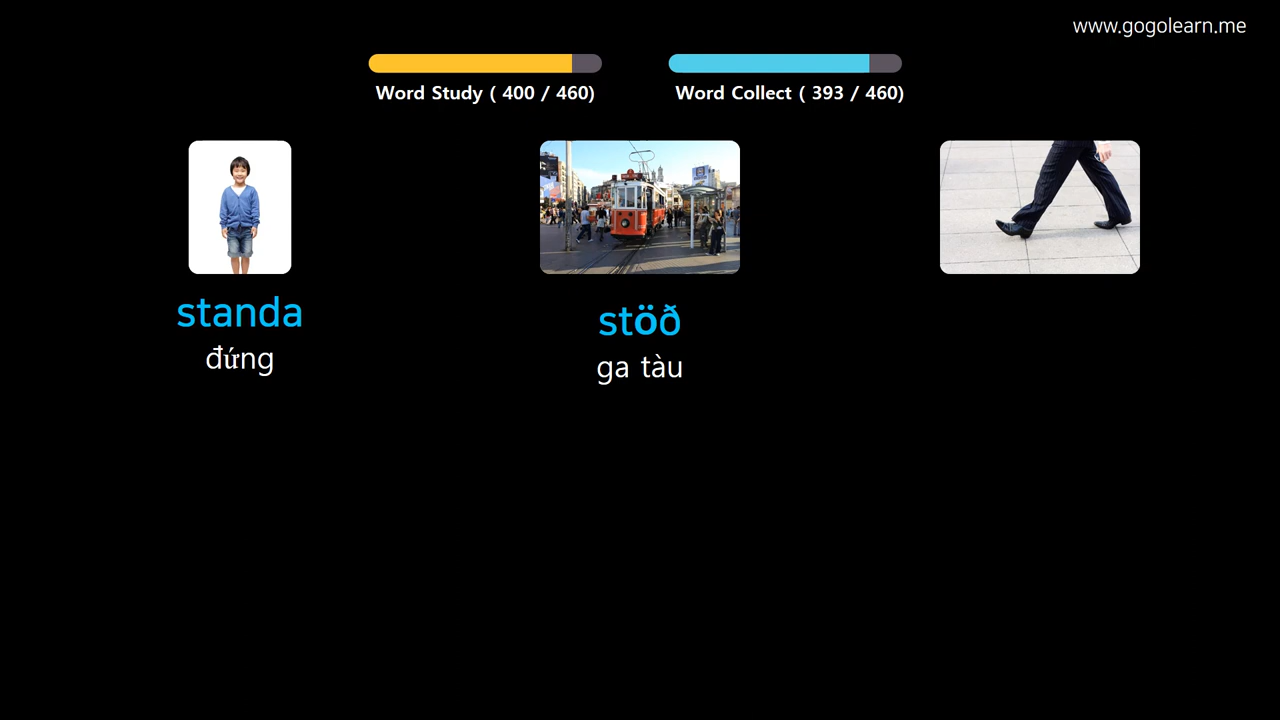 www.gogolearn.me
Word Study ( 400 / 460)
Word Collect ( 393 / 460)
standa
đứng
stöð
ga tàu